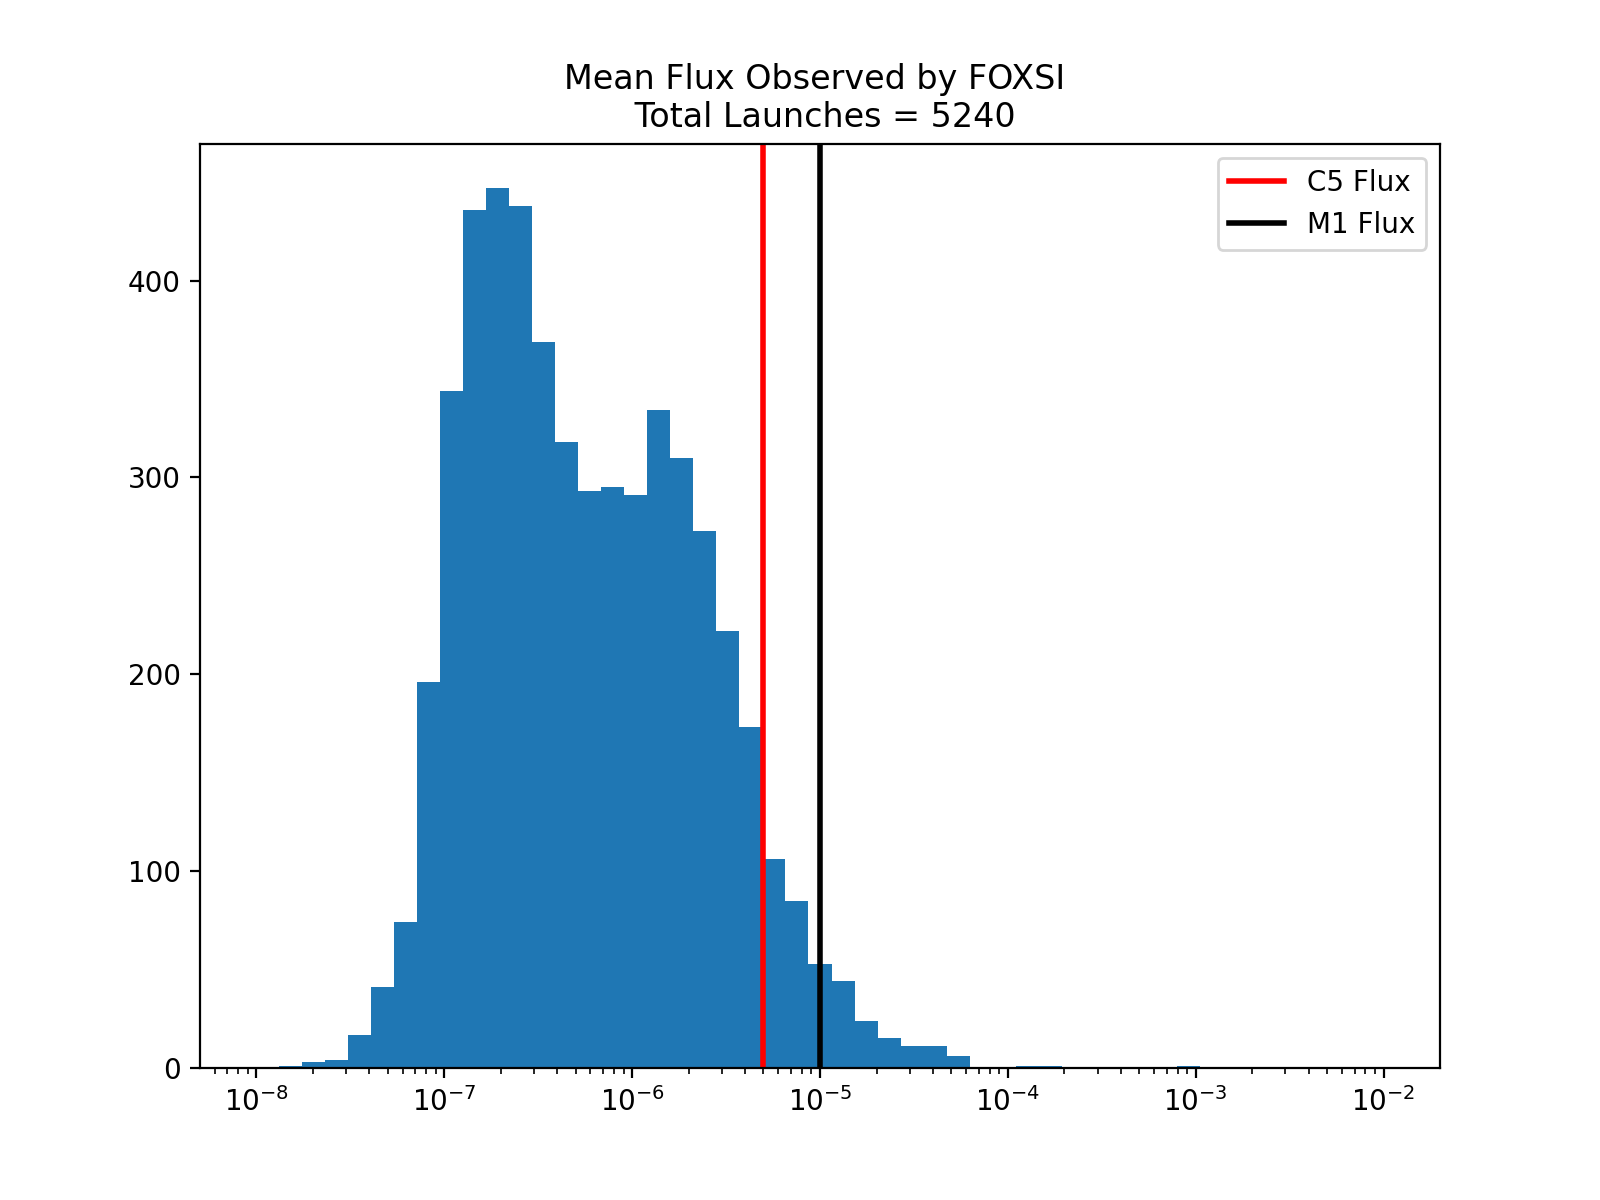 Mean Flux Observed by FOXSI
Total Launches = 5240
C5 Flux
M1 Flux
400
300
200
100
0
10⁻⁸ 10⁻⁷ 10⁻⁶ 10⁻⁵ 10⁻⁴ 10⁻³ 10⁻²